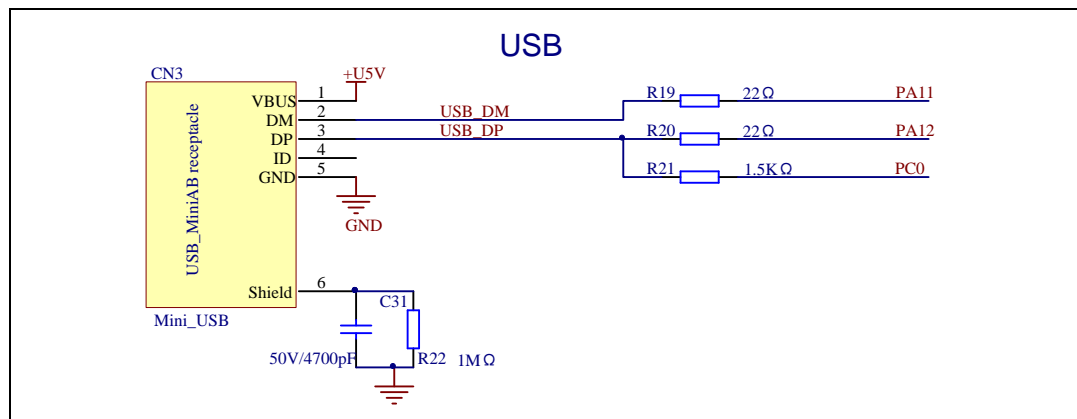 USB
CN3
+U5V
1
VBUS
R19
22Ω
PA11
2
DM
USB_DM
3
DP
USB_DP
R20
22Ω
PA12
4
ID
5
GND
R21
1.5KΩ
PC0
GND
USB_MiniAB receptacle
6
Shield
C31
Mini_USB
50V/4700pF
R22
1MΩ